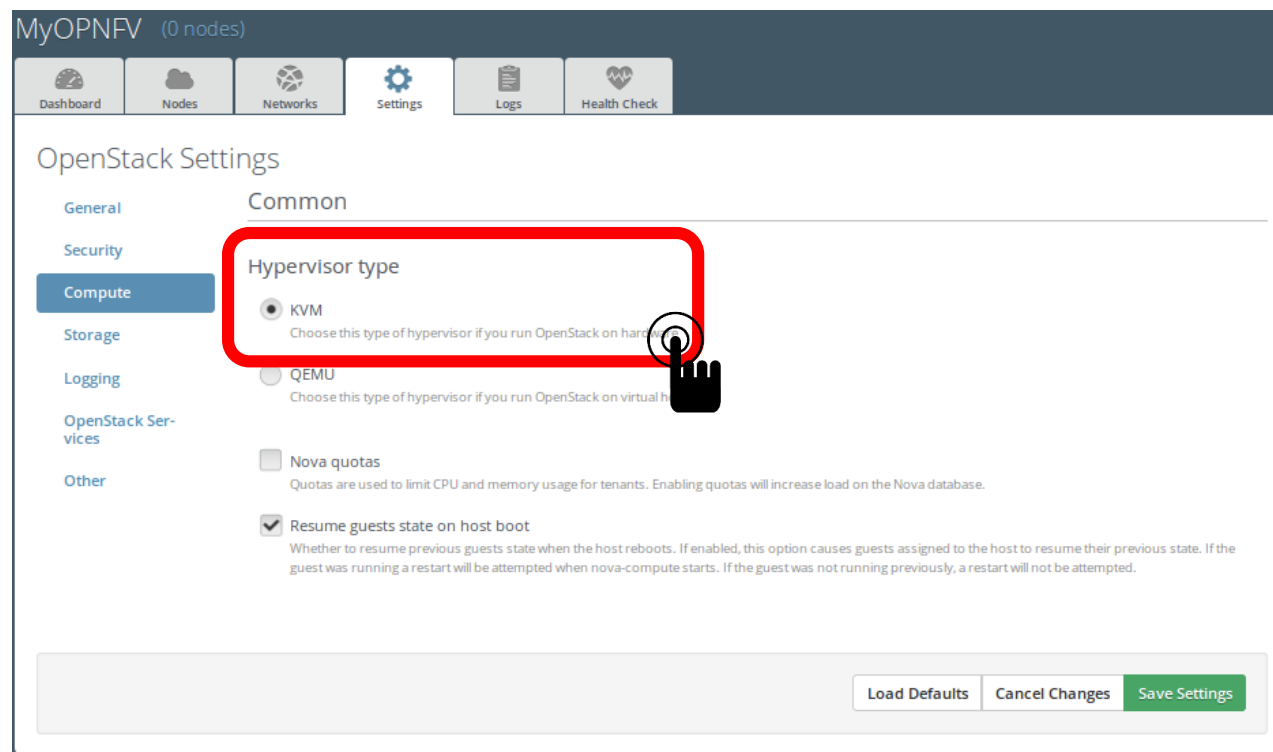 MyOPNFV (0 nodes)
Dashboard Nodes Networks Settings Logs Health Check
OpenStack Settings
General
Security
Compute
Storage
Logging
OpenStack Ser-
vices
Other
Common
Hypervisor type
KVM
Choose this type of hypervisor if you run OpenStack on hardware
QEMU
Choose this type of hypervisor if you run OpenStack on virtual
Nova quotas
Quotas are used to limit CPU and memory usage for tenants. Enabling quotas will increase load on the Nova database.
Resume guests state on host boot
Whether to resume previous guests state when the host reboots. If enabled, this option causes guests assigned to the host to resume their previous state. If the
guest was running a restart will be attempted when nova-compute starts. If the guest was not running previously, a restart will not be attempted.
Load Defaults Cancel Changes Save Settings